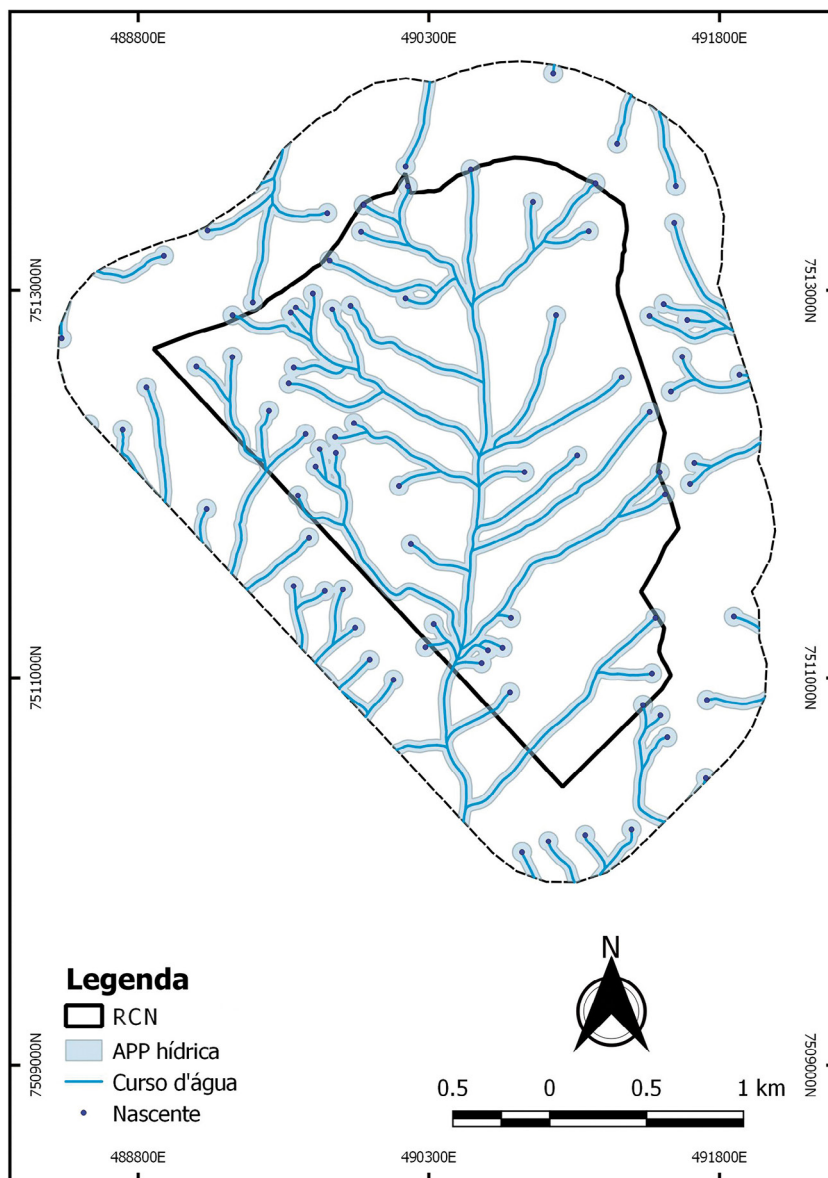 488800E 490300E 491800E
7513000N 7513000N
7511000N 7511000N
N
Legenda
RCN
APP hídrica
Curso d'água
Nascente
0.5 0 0.5 1 km
7509000N 7509000N
488800E 490300E 491800E